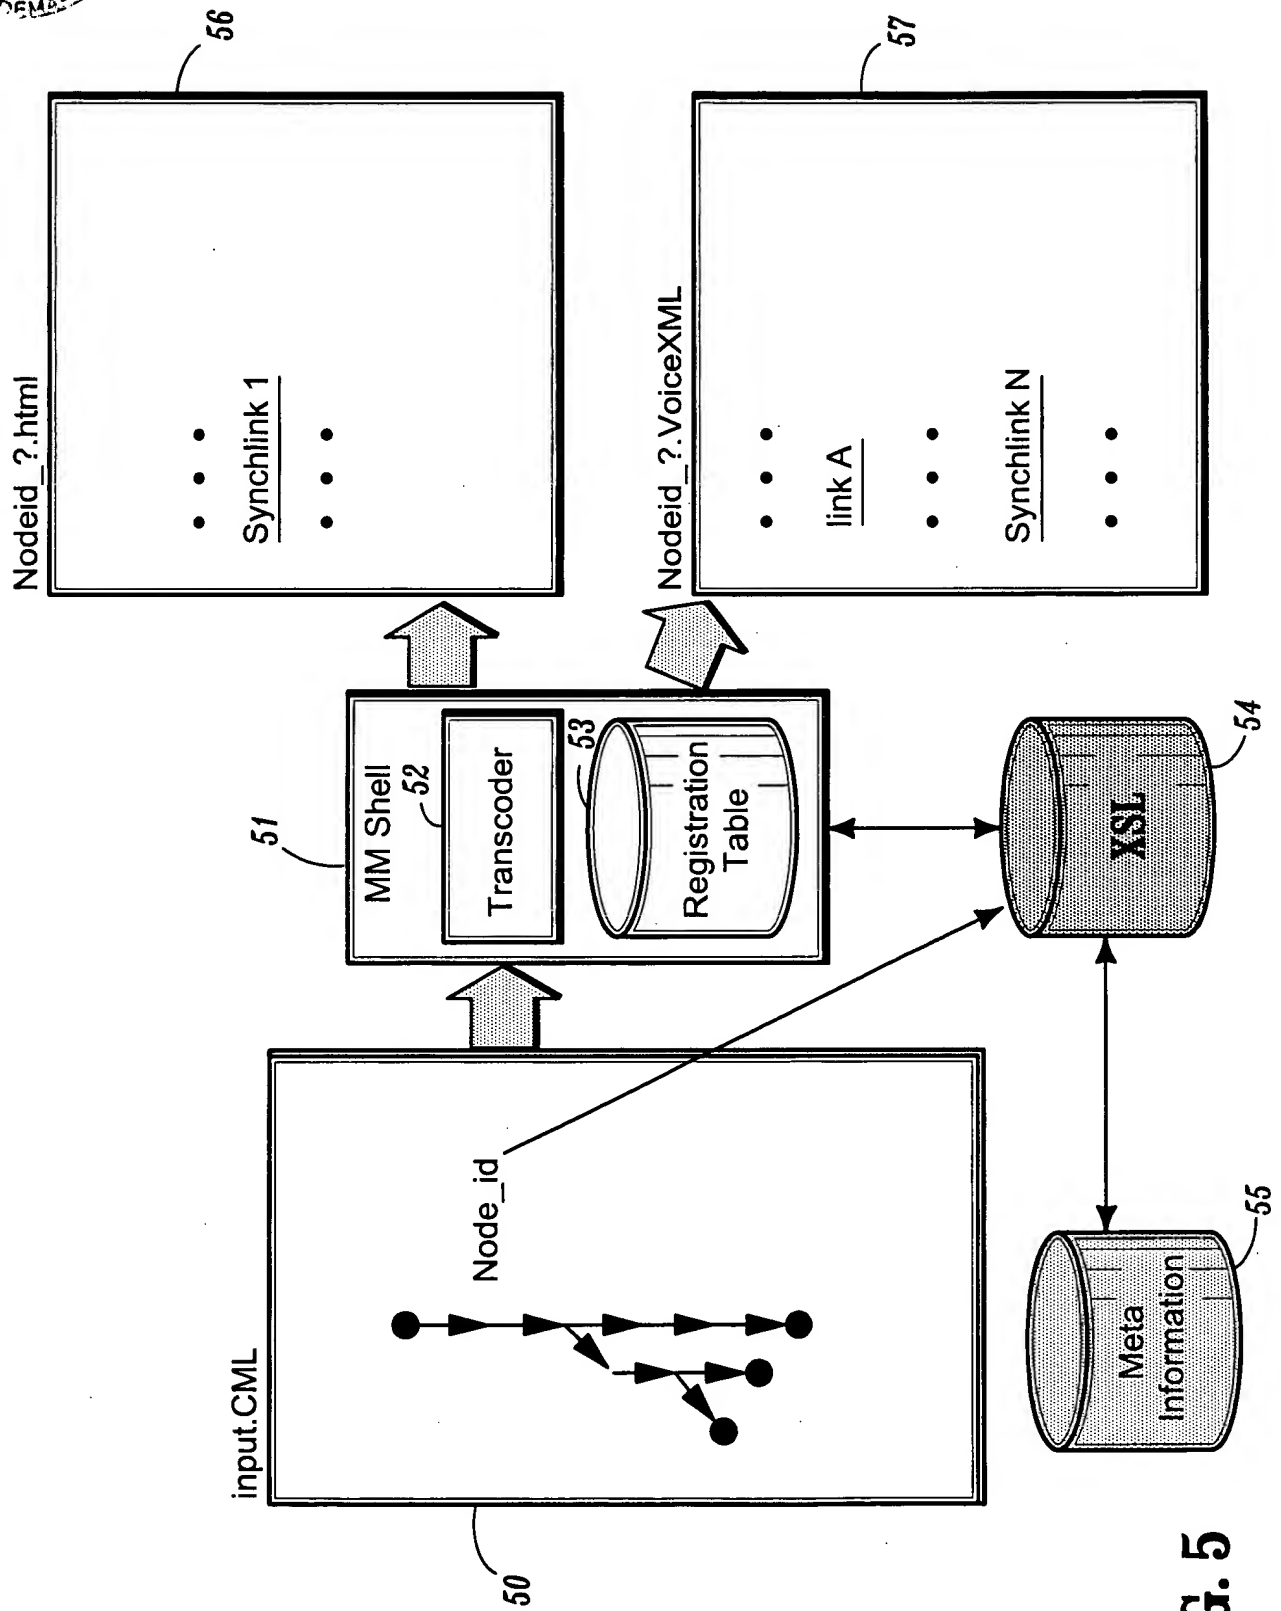 input.CML
50
Node_id
51
MM Shell
52
Transcoder
53
Registration
Table
XSL
54
Meta
Information
55
Nodeid_?.html
56
Synchlink 1
Nodeid_?.VoiceXML
57
link A
Synchlink N
G. 5